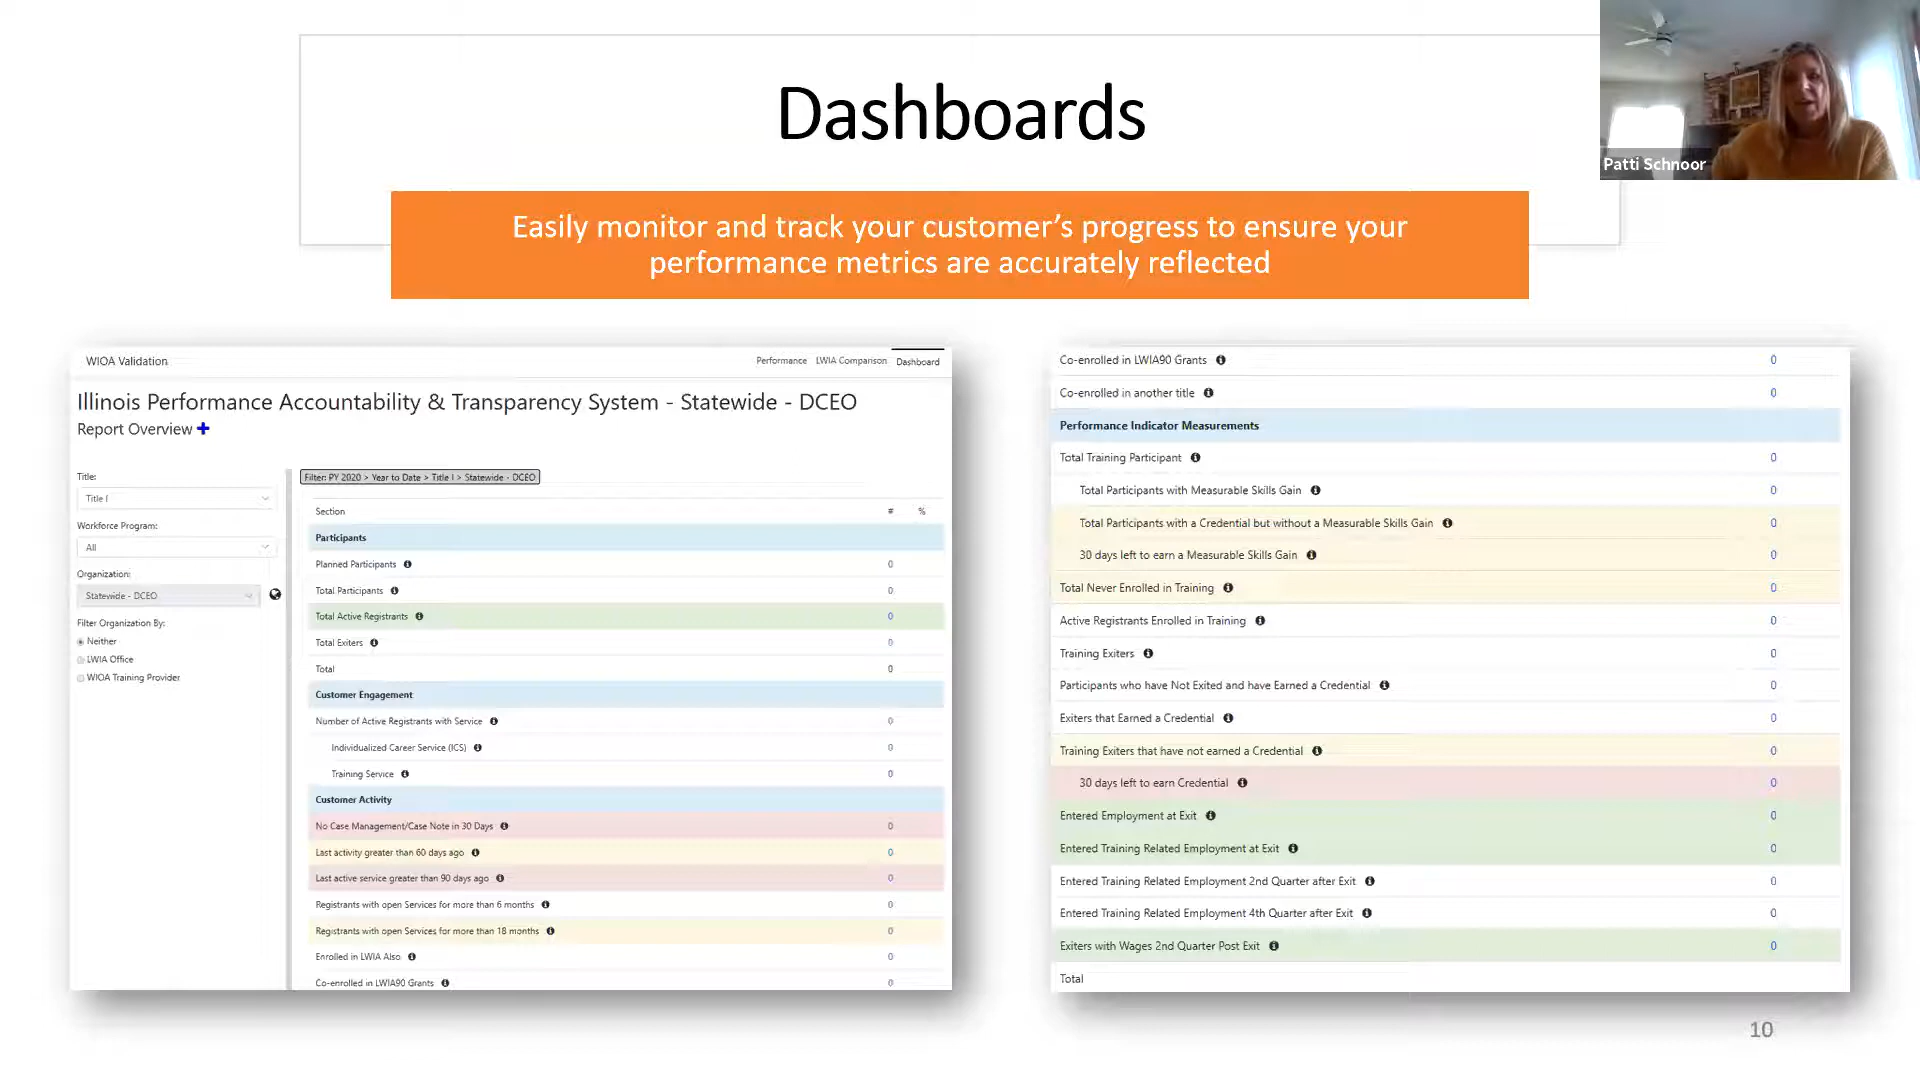 Dashboards
Patti Schnoor
Easily monitor and track your customer's progress to ensure your
performance metrics are accurately reflected
WIOA Validation
Performance LWIA Comparison Dashboard
Illinois Performance Accountability & Transparency System - Statewide - DCEO
Report Overview +
Title:
Title I
Workforce Program:
All
Organization:
Statewide - DCEO
Filter Organization By:
Neither
LWIA Office
WIOA Training Provider
Filter: PY 2020 > Year to Date > Title I > Statewide - DCEO
Section # %
Participants
Planned Participants 0
Total Participants 0
Total Active Registrants 0
Total Exiters 0
Total 0
Customer Engagement
Number of Active Registrants with Service 0
Individualized Career Service (ICS) 0
Training Service 0
Customer Activity
No Case Management/Case Note in 30 Days 0
Last activity greater than 60 days ago 0
Last active service greater than 90 days ago 0
Registrants with open Services for more than 6 months 0
Registrants with open Services for more than 18 months 0
Enrolled in LWIA Also 0
Co-enrolled in LWIA90 Grants 0
Co-enrolled in LWIA90 Grants 0
Co-enrolled in another title 0
Performance Indicator Measurements
Total Training Participant 0
Total Participants with Measurable Skills Gain 0
Total Participants with a Credential but without a Measurable Skills Gain 0
30 days left to earn a Measurable Skills Gain 0
Total Never Enrolled in Training 0
Active Registrants Enrolled in Training 0
Training Exiters 0
Participants who have Not Exited and have Earned a Credential 0
Exiters that Earned a Credential 0
Training Exiters that have not earned a Credential 0
30 days left to earn Credential 0
Entered Employment at Exit 0
Entered Training Related Employment at Exit 0
Entered Training Related Employment 2nd Quarter after Exit 0
Entered Training Related Employment 4th Quarter after Exit 0
Exiters with Wages 2nd Quarter Post Exit 0
Total
10